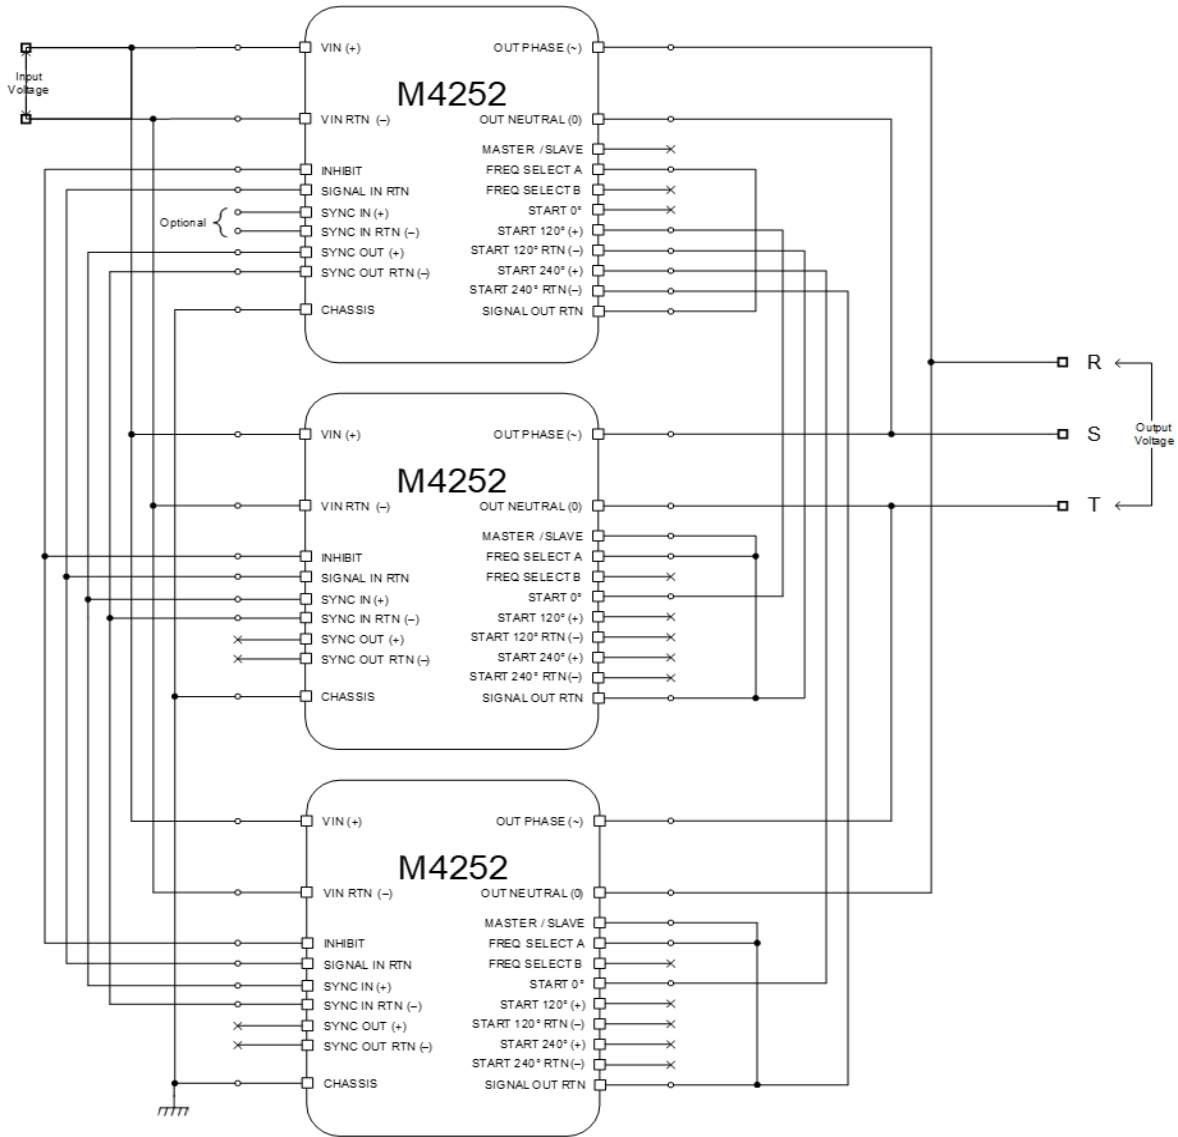 Input
Voltage
VIN (+)
OUT PHASE (~)
M4252
VIN RTN (–)
OUT NEUTRAL (0)
MASTER / SLAVE
INHIBIT
FREQ SELECT A
SIGNAL IN RTN
FREQ SELECT B
Optional
SYNC IN (+)
START 0°
SYNC IN RTN (–)
START 120° (+)
SYNC OUT (+)
START 120° RTN (–)
SYNC OUT RTN (–)
START 240° (+)
START 240° RTN (–)
CHASSIS
SIGNAL OUT RTN
R
S
T
Output
Voltage
VIN (+)
OUT PHASE (~)
M4252
VIN RTN (–)
OUT NEUTRAL (0)
MASTER / SLAVE
INHIBIT
FREQ SELECT A
SIGNAL IN RTN
FREQ SELECT B
SYNC IN (+)
START 0°
SYNC IN RTN (–)
START 120° (+)
SYNC OUT (+)
START 120° RTN (–)
SYNC OUT RTN (–)
START 240° (+)
START 240° RTN (–)
CHASSIS
SIGNAL OUT RTN
VIN (+)
OUT PHASE (~)
M4252
VIN RTN (–)
OUT NEUTRAL (0)
MASTER / SLAVE
INHIBIT
FREQ SELECT A
SIGNAL IN RTN
FREQ SELECT B
SYNC IN (+)
START 0°
SYNC IN RTN (–)
START 120° (+)
SYNC OUT (+)
START 120° RTN (–)
SYNC OUT RTN (–)
START 240° (+)
START 240° RTN (–)
CHASSIS
SIGNAL OUT RTN